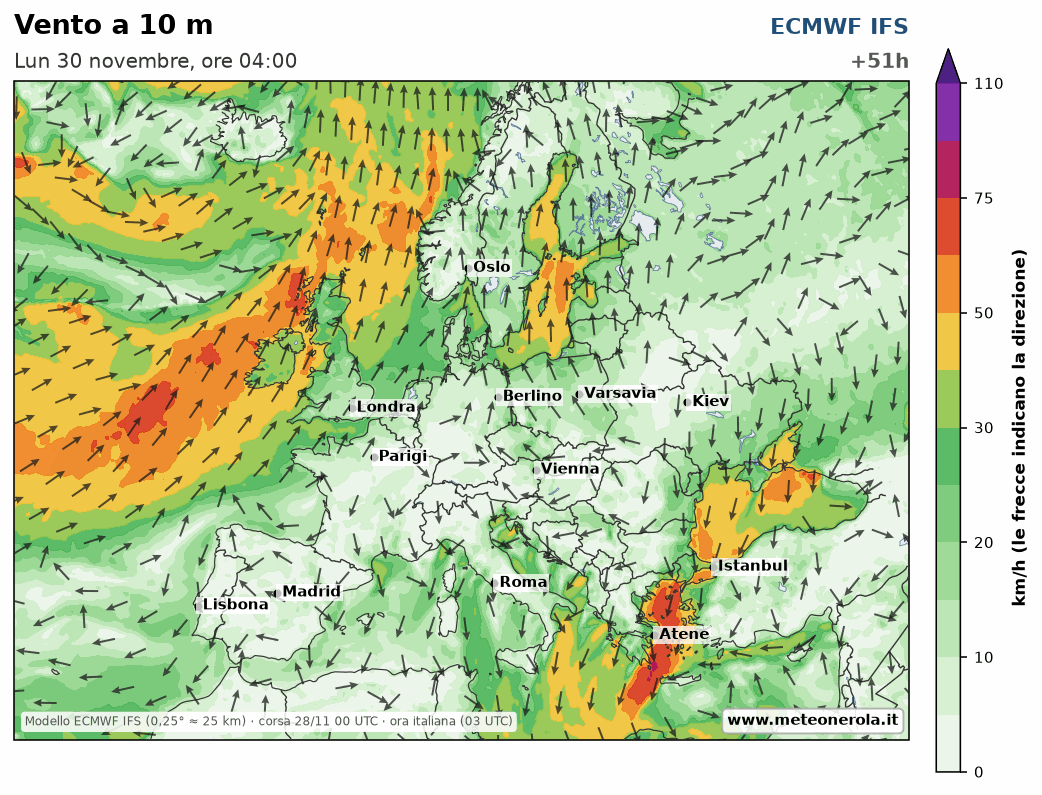 Vento a 10 m
ECMWF IFS
Lun 30 novembre, ore 04:00
+51h
110
75
50
30
20
10
0
km/h (le frecce indicano la direzione)
Oslo
Berlino
Varsavia
Kiev
Londra
Parigi
Vienna
Istanbul
Roma
Madrid
Lisbona
Atene
Modello ECMWF IFS (0,25° ≈ 25 km) · corsa 28/11 00 UTC · ora italiana (03 UTC)
www.meteonerola.it